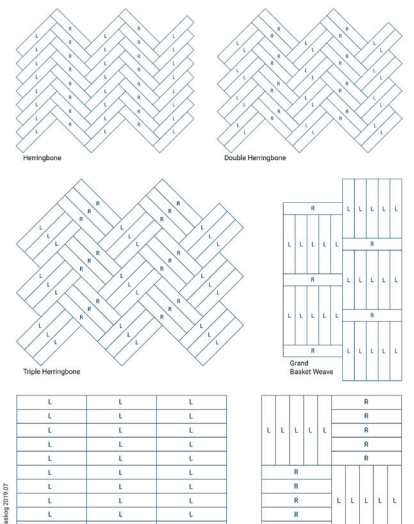 L R L R L
L R L R L
L R L R L
L R L R L
L R L R L
L R L R L
L R L R L
L R L R L
Herringbone
L R L R L
L R L R L
L R L R L
L R L R L
L R L R L
L R L R L
L R L R L
L R L R L
Double Herringbone
L R L R L
L R L R L
L R L R L
L R L R L
L R L R L
L R L R L
L R L R L
L R L R L
L R L R L
Triple Herringbone
R
L L L L L
L L L L L
R
R
L L L L L
L L L L L
R
R
L L L L L
Grand
Basket Weave
L L L
L L L
L L L
L L L
L L L
L L L
L L L
L L L
L L L
R
R
L L L L L R
R
R
R
R
R L L L L L
R
askog 2019:07